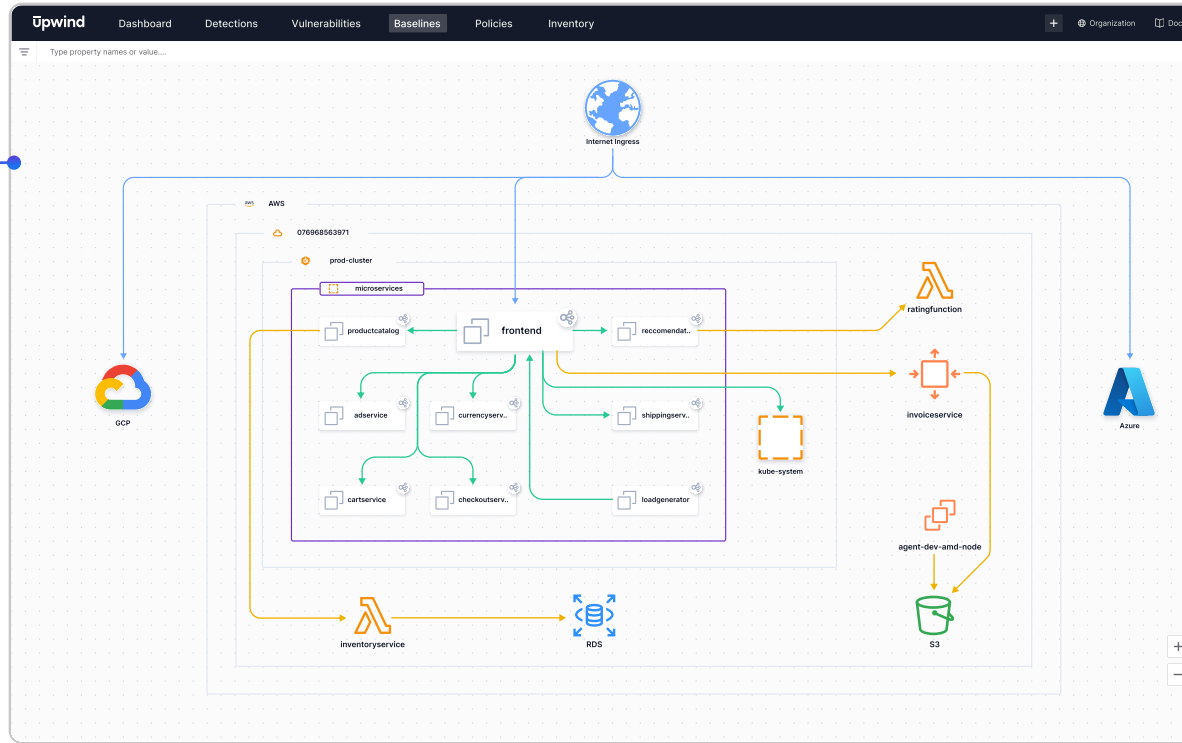 upwind
Dashboard
Detections
Vulnerabilities
Baselines
Policies
Inventory
+
Organization
Type property names or value....
Internet Ingress
aws AWS
076968563971
prod-cluster
microservices
ratingfunction
productcatalog
frontend
reccomendat..
GCP
adservice
currencyserv..
shippingserv..
invoiceservice
Azure
kube-system
cartservice
checkoutserv..
loadgenerator
agent-dev-amd-node
inventoryservice
RDS
S3
+
−